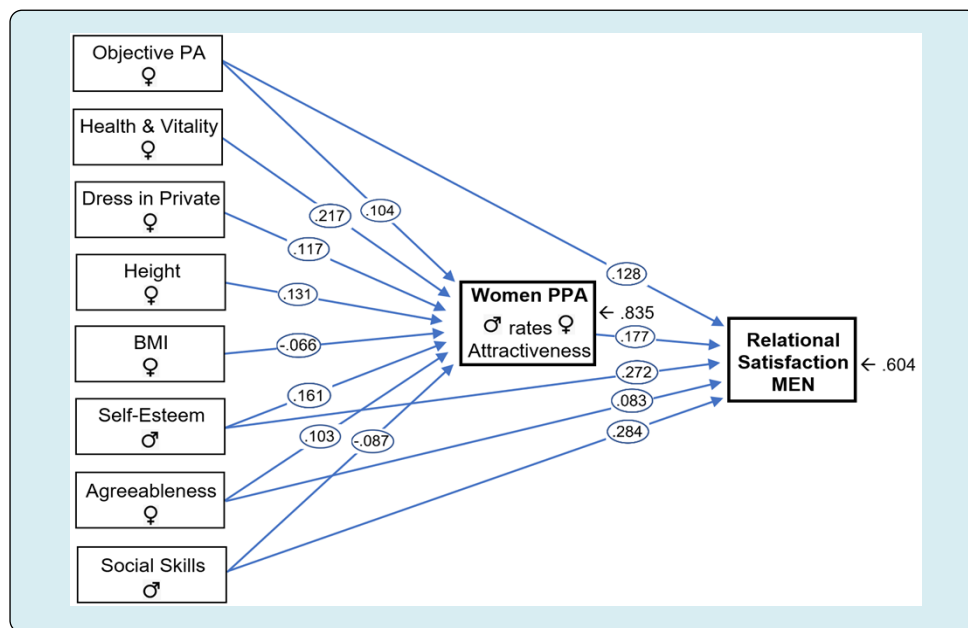 Objective PA
♀
Health & Vitality
♀
Dress in Private
♀
Height
♀
BMI
♀
Self-Esteem
♂
Agreeableness
♀
Social Skills
♂
.104
.217
.117
.131
-.066
.161
.103
-.087
Women PPA
♂ rates ♀
Attractiveness
← .835
.128
.177
.272
.083
.284
Relational
Satisfaction
MEN
← .604